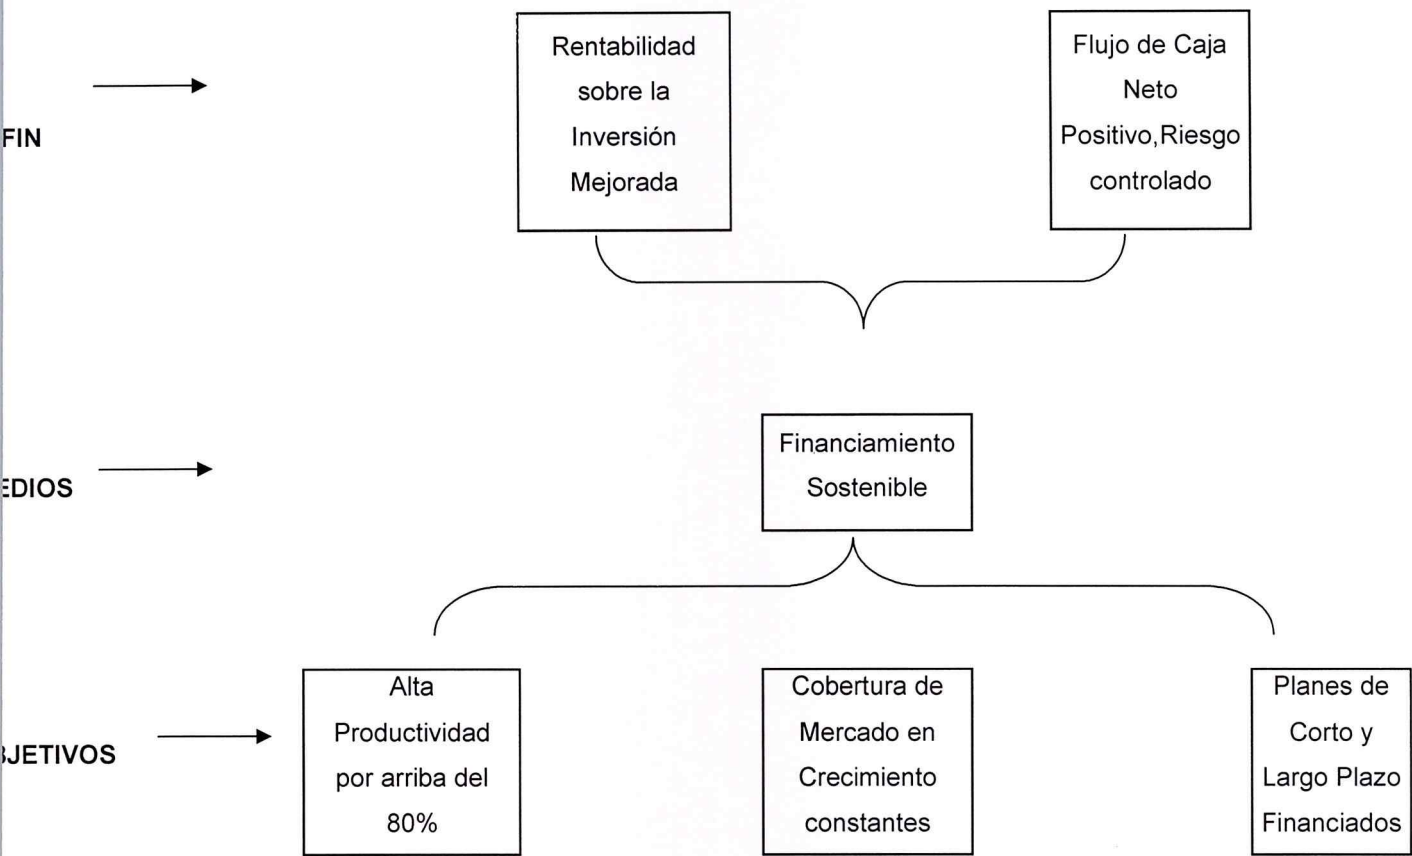 FIN
Rentabilidad
sobre la
Inversión
Mejorada
Flujo de Caja
Neto
Positivo,Riesgo
controlado
EDIOS
Financiamiento
Sostenible
BJETIVOS
Alta
Productividad
por arriba del
80%
Cobertura de
Mercado en
Crecimiento
constantes
Planes de
Corto y
Largo Plazo
Financiados